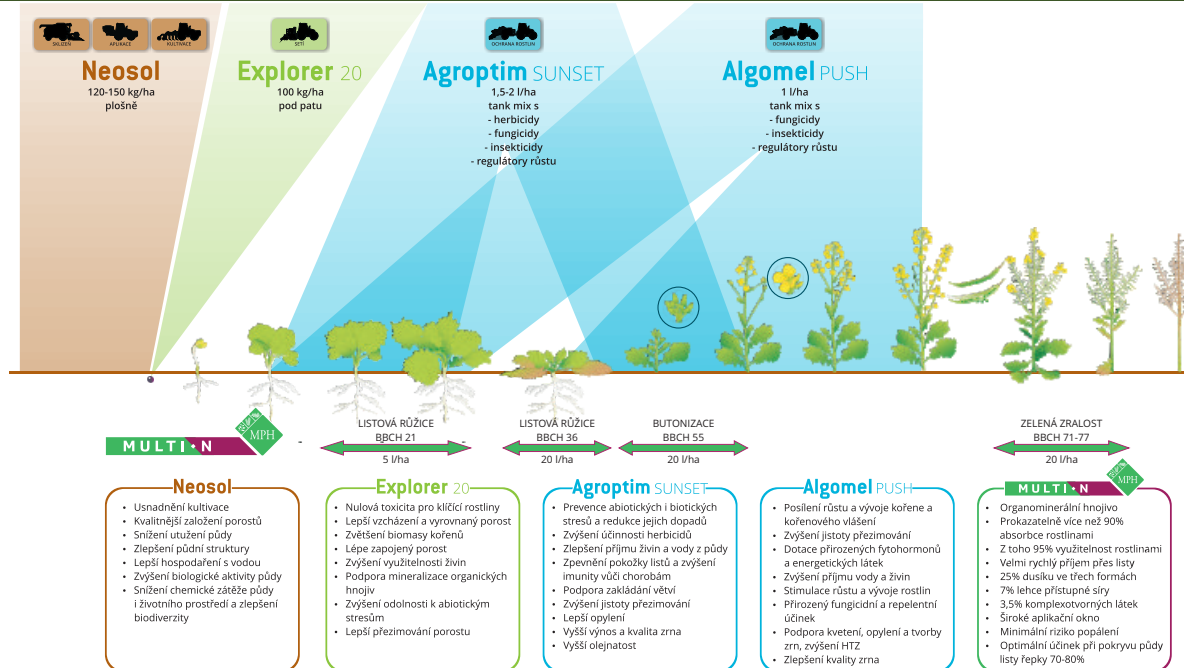 SKLIZEŇ
APLIKACE
KULTIVACE
Neosol
120-150 kg/ha
plošně
SETÍ
Explorer 20
100 kg/ha
pod patu
OCHRANA ROSTLIN
Agroptim SUNSET
1,5-2 l/ha
tank mix s
- herbicidy
- fungicidy
- insekticidy
- regulátory růstu
OCHRANA ROSTLIN
Algomel PUSH
1 l/ha
tank mix s
- fungicidy
- insekticidy
- regulátory růstu
MULTI•N
MPH
-
LISTOVÁ RŮŽICE
BBCH 21
-
5 l/ha
LISTOVÁ RŮŽICE
BBCH 36
20 l/ha
BUTONIZACE
BBCH 55
20 l/ha
ZELENÁ ZRALOST
BBCH 71-77
20 l/ha
Neosol
• Usnadnění kultivace
• Kvalitnější založení porostů
• Snížení utužení půdy
• Zlepšení půdní struktury
• Lepší hospodaření s vodou
• Zvýšení biologické aktivity půdy
• Snížení chemické zátěže půdy
i životního prostředí a zlepšení
biodiverzity
Explorer 20
• Nulová toxicita pro klíčící rostliny
• Lepší vzcházení a vyrovnaný porost
• Zvětšení biomasy kořenů
• Lépe zapojený porost
• Zvýšení využitelnosti živin
• Podpora mineralizace organických
hnojiv
• Zvýšení odolnosti k abiotickým
stresům
• Lepší přezimování porostu
Agroptim SUNSET
• Prevence abiotických i biotických
stresů a redukce jejich dopadů
• Zvýšení účinnosti herbicidů
• Zlepšení příjmu živin a vody z půdy
• Zpevnění pokožky listů a zvýšení
imunity vůči chorobám
• Podpora zakládání větví
• Zvýšení jistoty přezimování
• Lepší opylení
• Vyšší výnos a kvalita zrna
• Vyšší olejnatost
Algomel PUSH
• Posílení růstu a vývoje kořene a
kořenového vlášení
• Zvýšení jistoty přezimování
• Dotace přirozených fytohormonů
a energetických látek
• Zvýšení příjmu vody a živin
• Stimulace růstu a vývoje rostlin
• Přirozený fungicidní a repelentní
účinek
• Podpora kvetení, opylení a tvorby
zrn, zvýšení HTZ
• Zlepšení kvality zrna
MULTI•N
MPH
• Organominerální hnojivo
• Prokazatelně více než 90%
absorbce rostlinami
• Z toho 95% využitelnost rostlinami
• Velmi rychlý příjem přes listy
• 25% dusíku ve třech formách
• 7% lehce přístupné síry
• 3,5% komplexotvorných látek
• Široké aplikační okno
• Minimální riziko popálení
• Optimální účinek při pokryvu půdy
listy řepky 70-80%